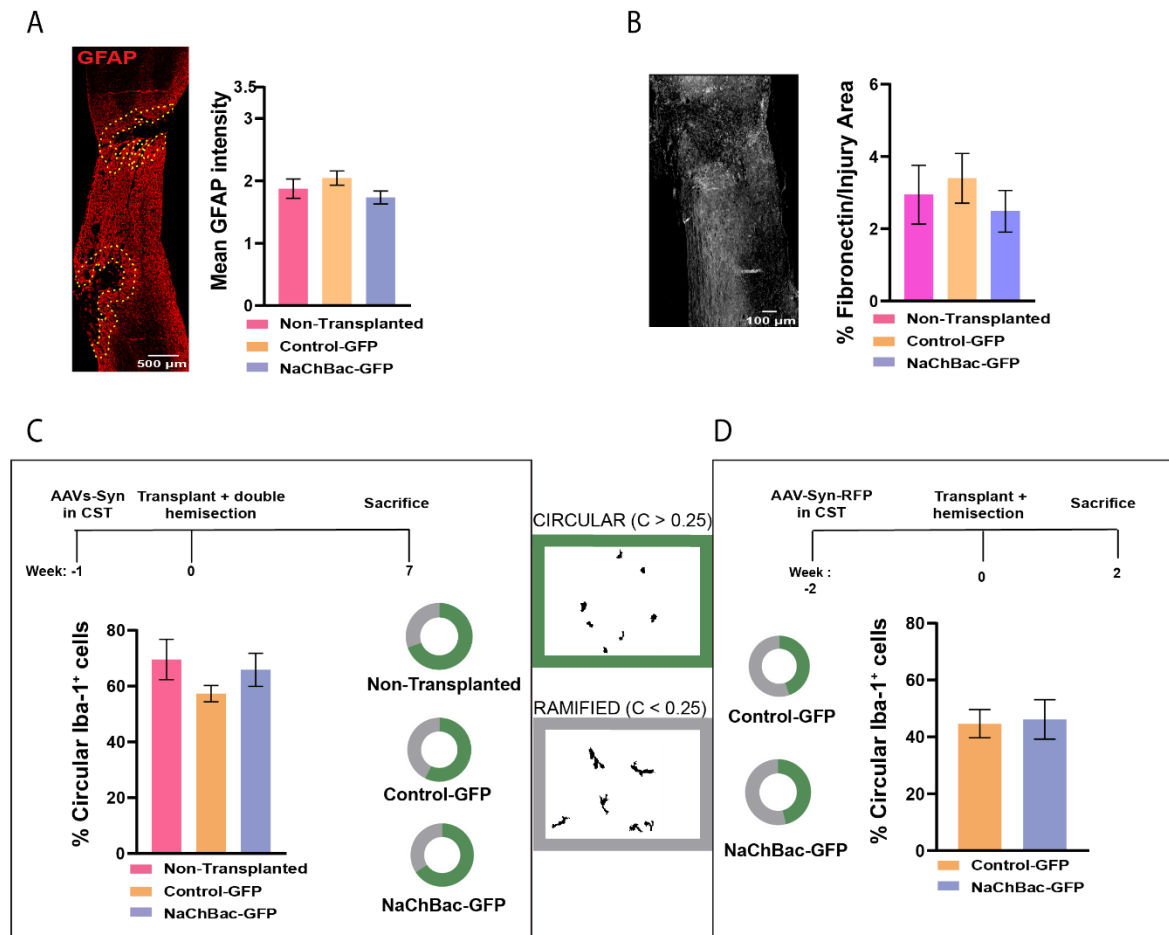 A
GFAP
500 µm
Mean GFAP intensity
3.5
3
2
1
0
Non-Transplanted
Control-GFP
NaChBac-GFP
B
100 µm
% Fibronectin/Injury Area
6
4
2
0
Non-Transplanted
Control-GFP
NaChBac-GFP
C
AAVs-Syn
in CST
Transplant + double
hemisection
Sacrifice
Week: -1
0
7
% Circular Iba-1⁺ cells
80
60
40
20
0
Non-Transplanted
Control-GFP
NaChBac-GFP
Non-Transplanted
Control-GFP
NaChBac-GFP
CIRCULAR (C > 0.25)
RAMIFIED (C < 0.25)
D
AAV-Syn-RFP
in CST
Transplant +
hemisection
Sacrifice
Week :
-2
0
2
Control-GFP
NaChBac-GFP
% Circular Iba-1⁺ cells
80
60
40
20
0
Control-GFP
NaChBac-GFP